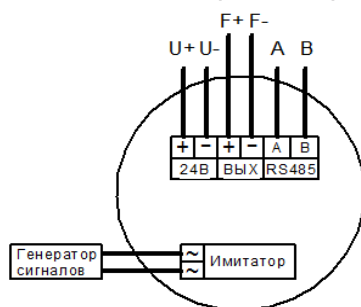 F+ F-
U+ U- A B
+ − + − A B
24В ВЫХ RS485
Генератор ~ Имитатор
сигналов ~